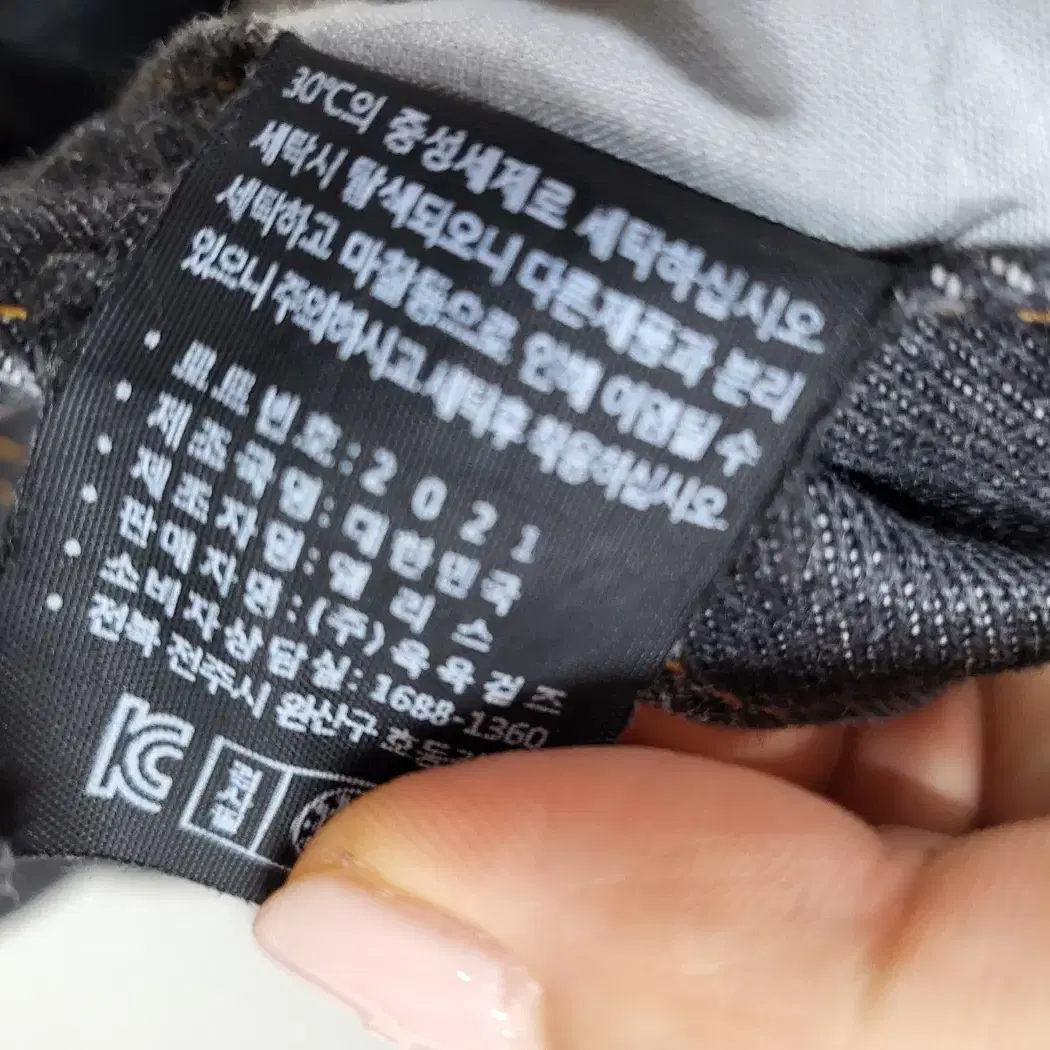 30℃의 중성세제로 세탁하십시오
세탁시 탈색되오니 다른제품과 분리
세탁하고 마찰등으로 인해 이염될 수
있으니 주의하시고 세탁후 착용하십시오
• 로트번호:2021
• 제조국명:대한민국
• 제조자명:엘리스
• 판매자명:(주)육육걸즈
• 소비자상담실:1688-1360
• 전북 전주시 완산구 효동